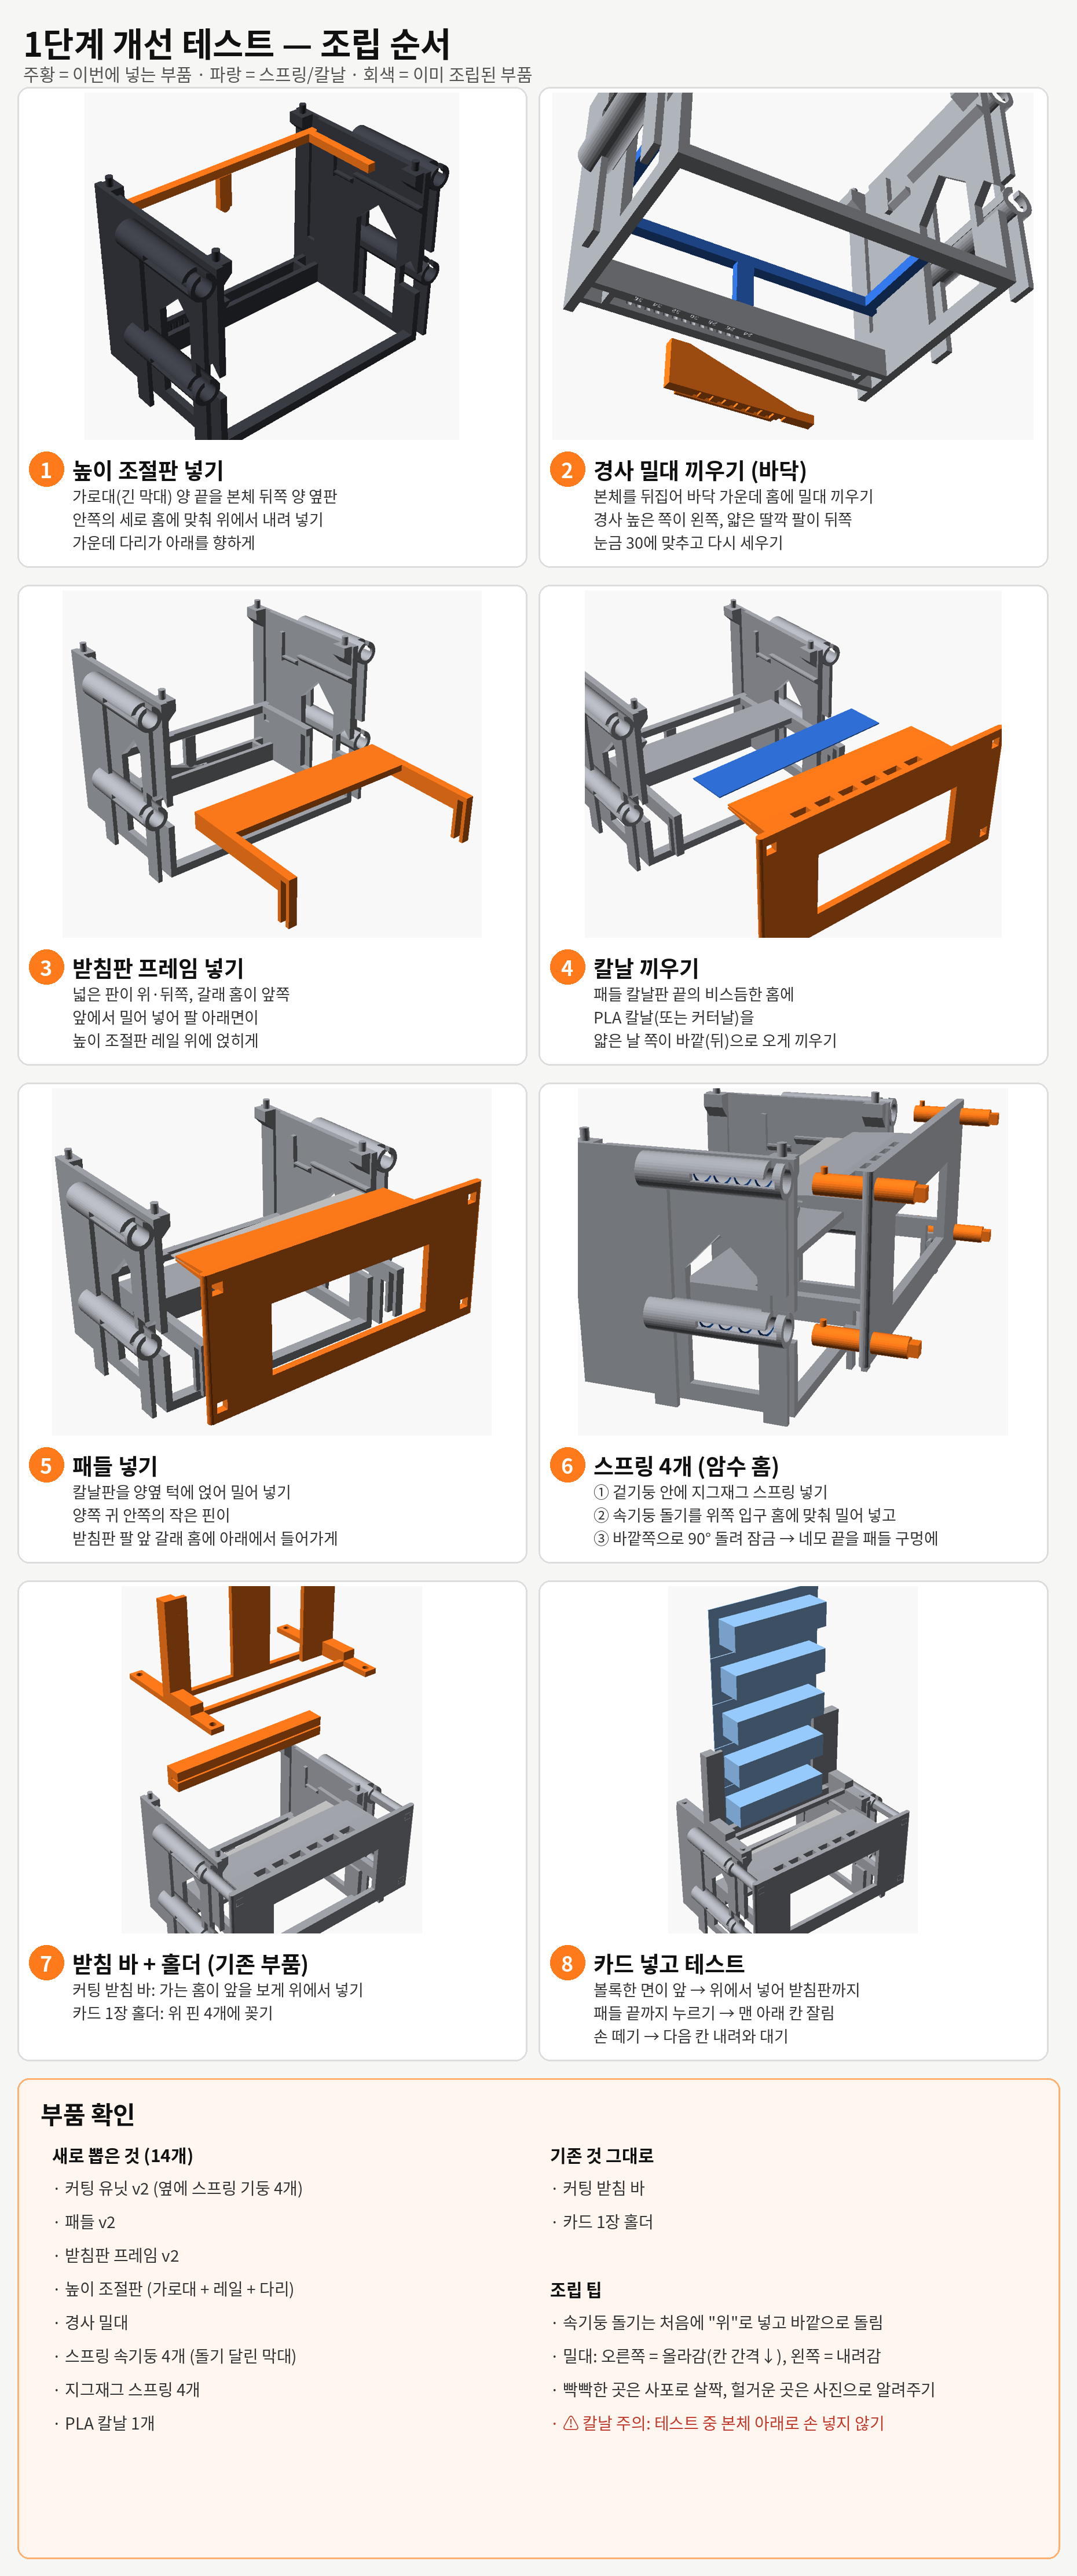 1단계 개선 테스트 — 조립 순서
주황 = 이번에 넣는 부품 · 파랑 = 스프링/칼날 · 회색 = 이미 조립된 부품
1 높이 조절판 넣기
가로대(긴 막대) 양 끝을 본체 뒤쪽 양 옆판
안쪽의 세로 홈에 맞춰 위에서 내려 넣기
가운데 다리가 아래를 향하게
2 경사 밀대 끼우기 (바닥)
본체를 뒤집어 바닥 가운데 홈에 밀대 끼우기
경사 높은 쪽이 왼쪽, 얇은 딸깍 팔이 뒤쪽
눈금 30에 맞추고 다시 세우기
3 받침판 프레임 넣기
넓은 판이 위·뒤쪽, 갈래 홈이 앞쪽
앞에서 밀어 넣어 팔 아래면이
높이 조절판 레일 위에 얹히게
4 칼날 끼우기
패들 칼날판 끝의 비스듬한 홈에
PLA 칼날(또는 커터날)을
얇은 날 쪽이 바깥(뒤)으로 오게 끼우기
5 패들 넣기
칼날판을 양옆 턱에 얹어 밀어 넣기
양쪽 귀 안쪽의 작은 핀이
받침판 팔 앞 갈래 홈에 아래에서 들어가게
6 스프링 4개 (암수 홈)
① 겉기둥 안에 지그재그 스프링 넣기
② 속기둥 돌기를 위쪽 입구 홈에 맞춰 밀어 넣고
③ 바깥쪽으로 90° 돌려 잠금 → 네모 끝을 패들 구멍에
7 받침 바 + 홀더 (기존 부품)
커팅 받침 바: 가는 홈이 앞을 보게 위에서 넣기
카드 1장 홀더: 위 핀 4개에 꽂기
8 카드 넣고 테스트
볼록한 면이 앞 → 위에서 넣어 받침판까지
패들 끝까지 누르기 → 맨 아래 칸 잘림
손 떼기 → 다음 칸 내려와 대기
부품 확인
새로 뽑은 것 (14개)
· 커팅 유닛 v2 (옆에 스프링 기둥 4개)
· 패들 v2
· 받침판 프레임 v2
· 높이 조절판 (가로대 + 레일 + 다리)
· 경사 밀대
· 스프링 속기둥 4개 (돌기 달린 막대)
· 지그재그 스프링 4개
· PLA 칼날 1개
기존 것 그대로
· 커팅 받침 바
· 카드 1장 홀더
조립 팁
· 속기둥 돌기는 처음에 "위"로 넣고 바깥으로 돌림
· 밀대: 오른쪽 = 올라감(칸 간격↓), 왼쪽 = 내려감
· 빡빡한 곳은 사포로 살짝, 헐거운 곳은 사진으로 알려주기
· ⚠ 칼날 주의: 테스트 중 본체 아래로 손 넣지 않기